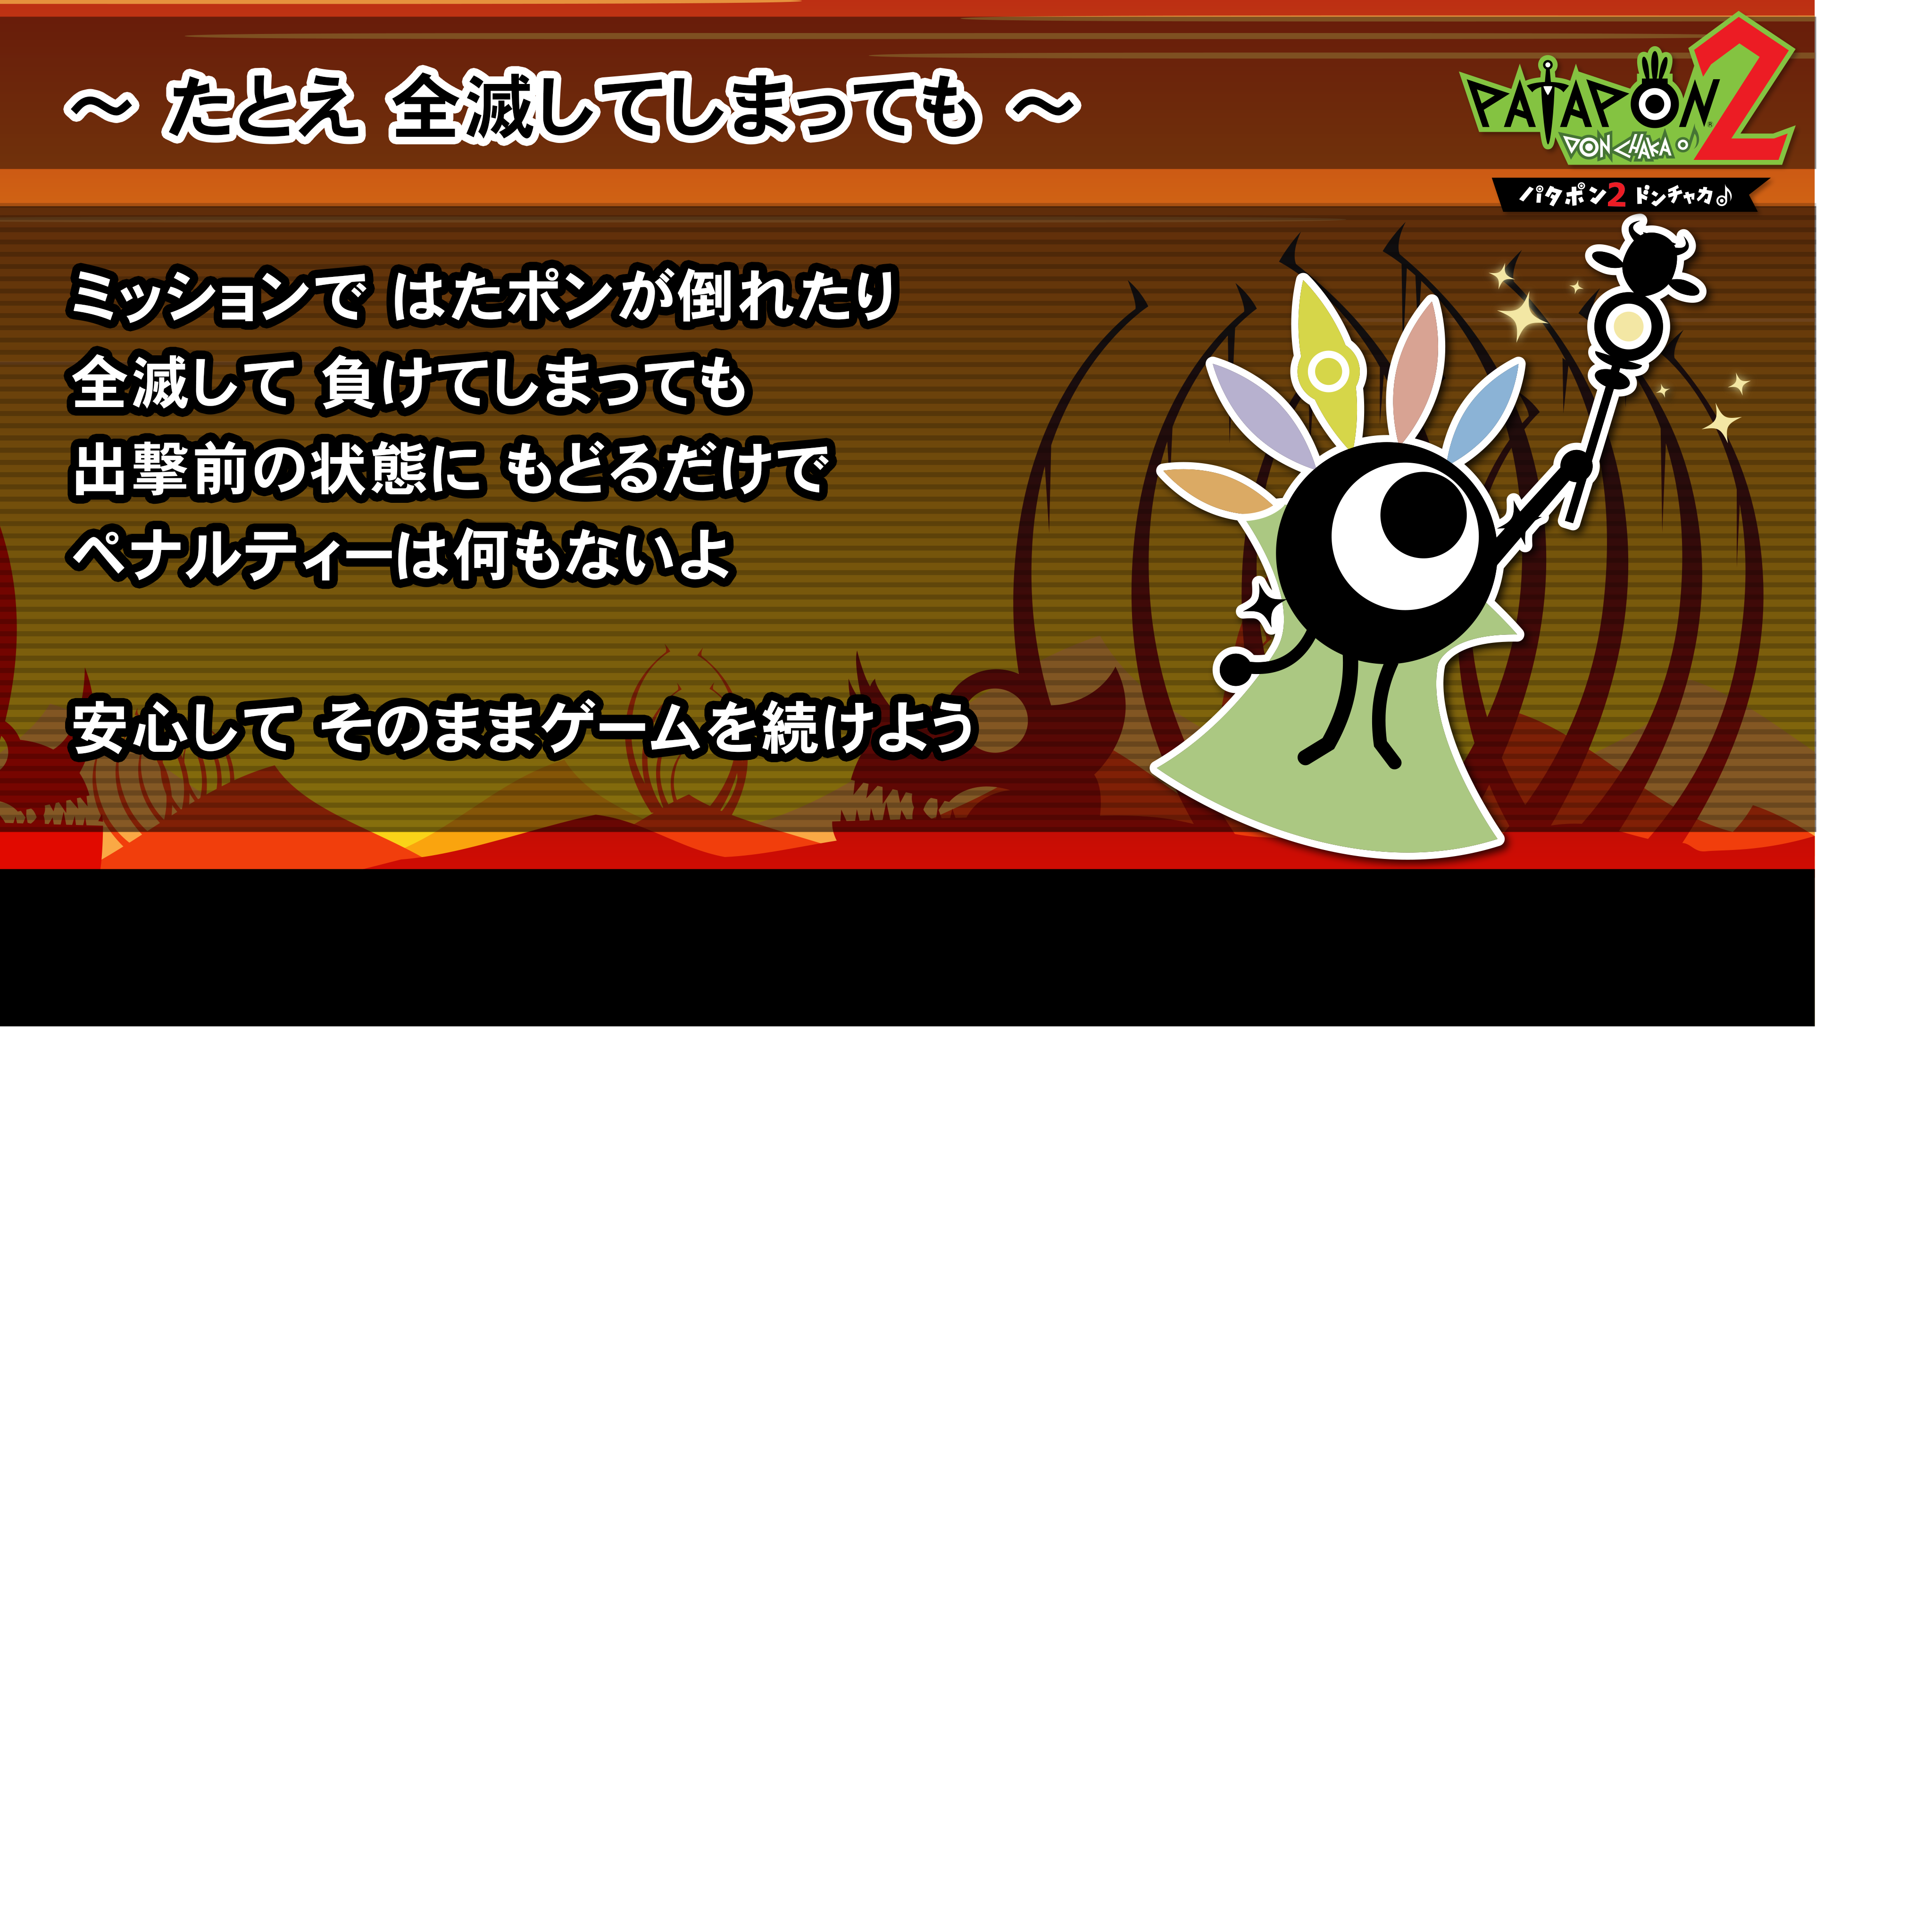 ～ たとえ 全滅してしまっても ～
PATAPON2
DONCHAKA♪
パタポン2 ドンチャカ♪
ミッションで はたポンが倒れたり
全滅して 負けてしまっても
出撃前の状態に もどるだけで
ペナルティーは何もないよ
安心して そのままゲームを続けよう